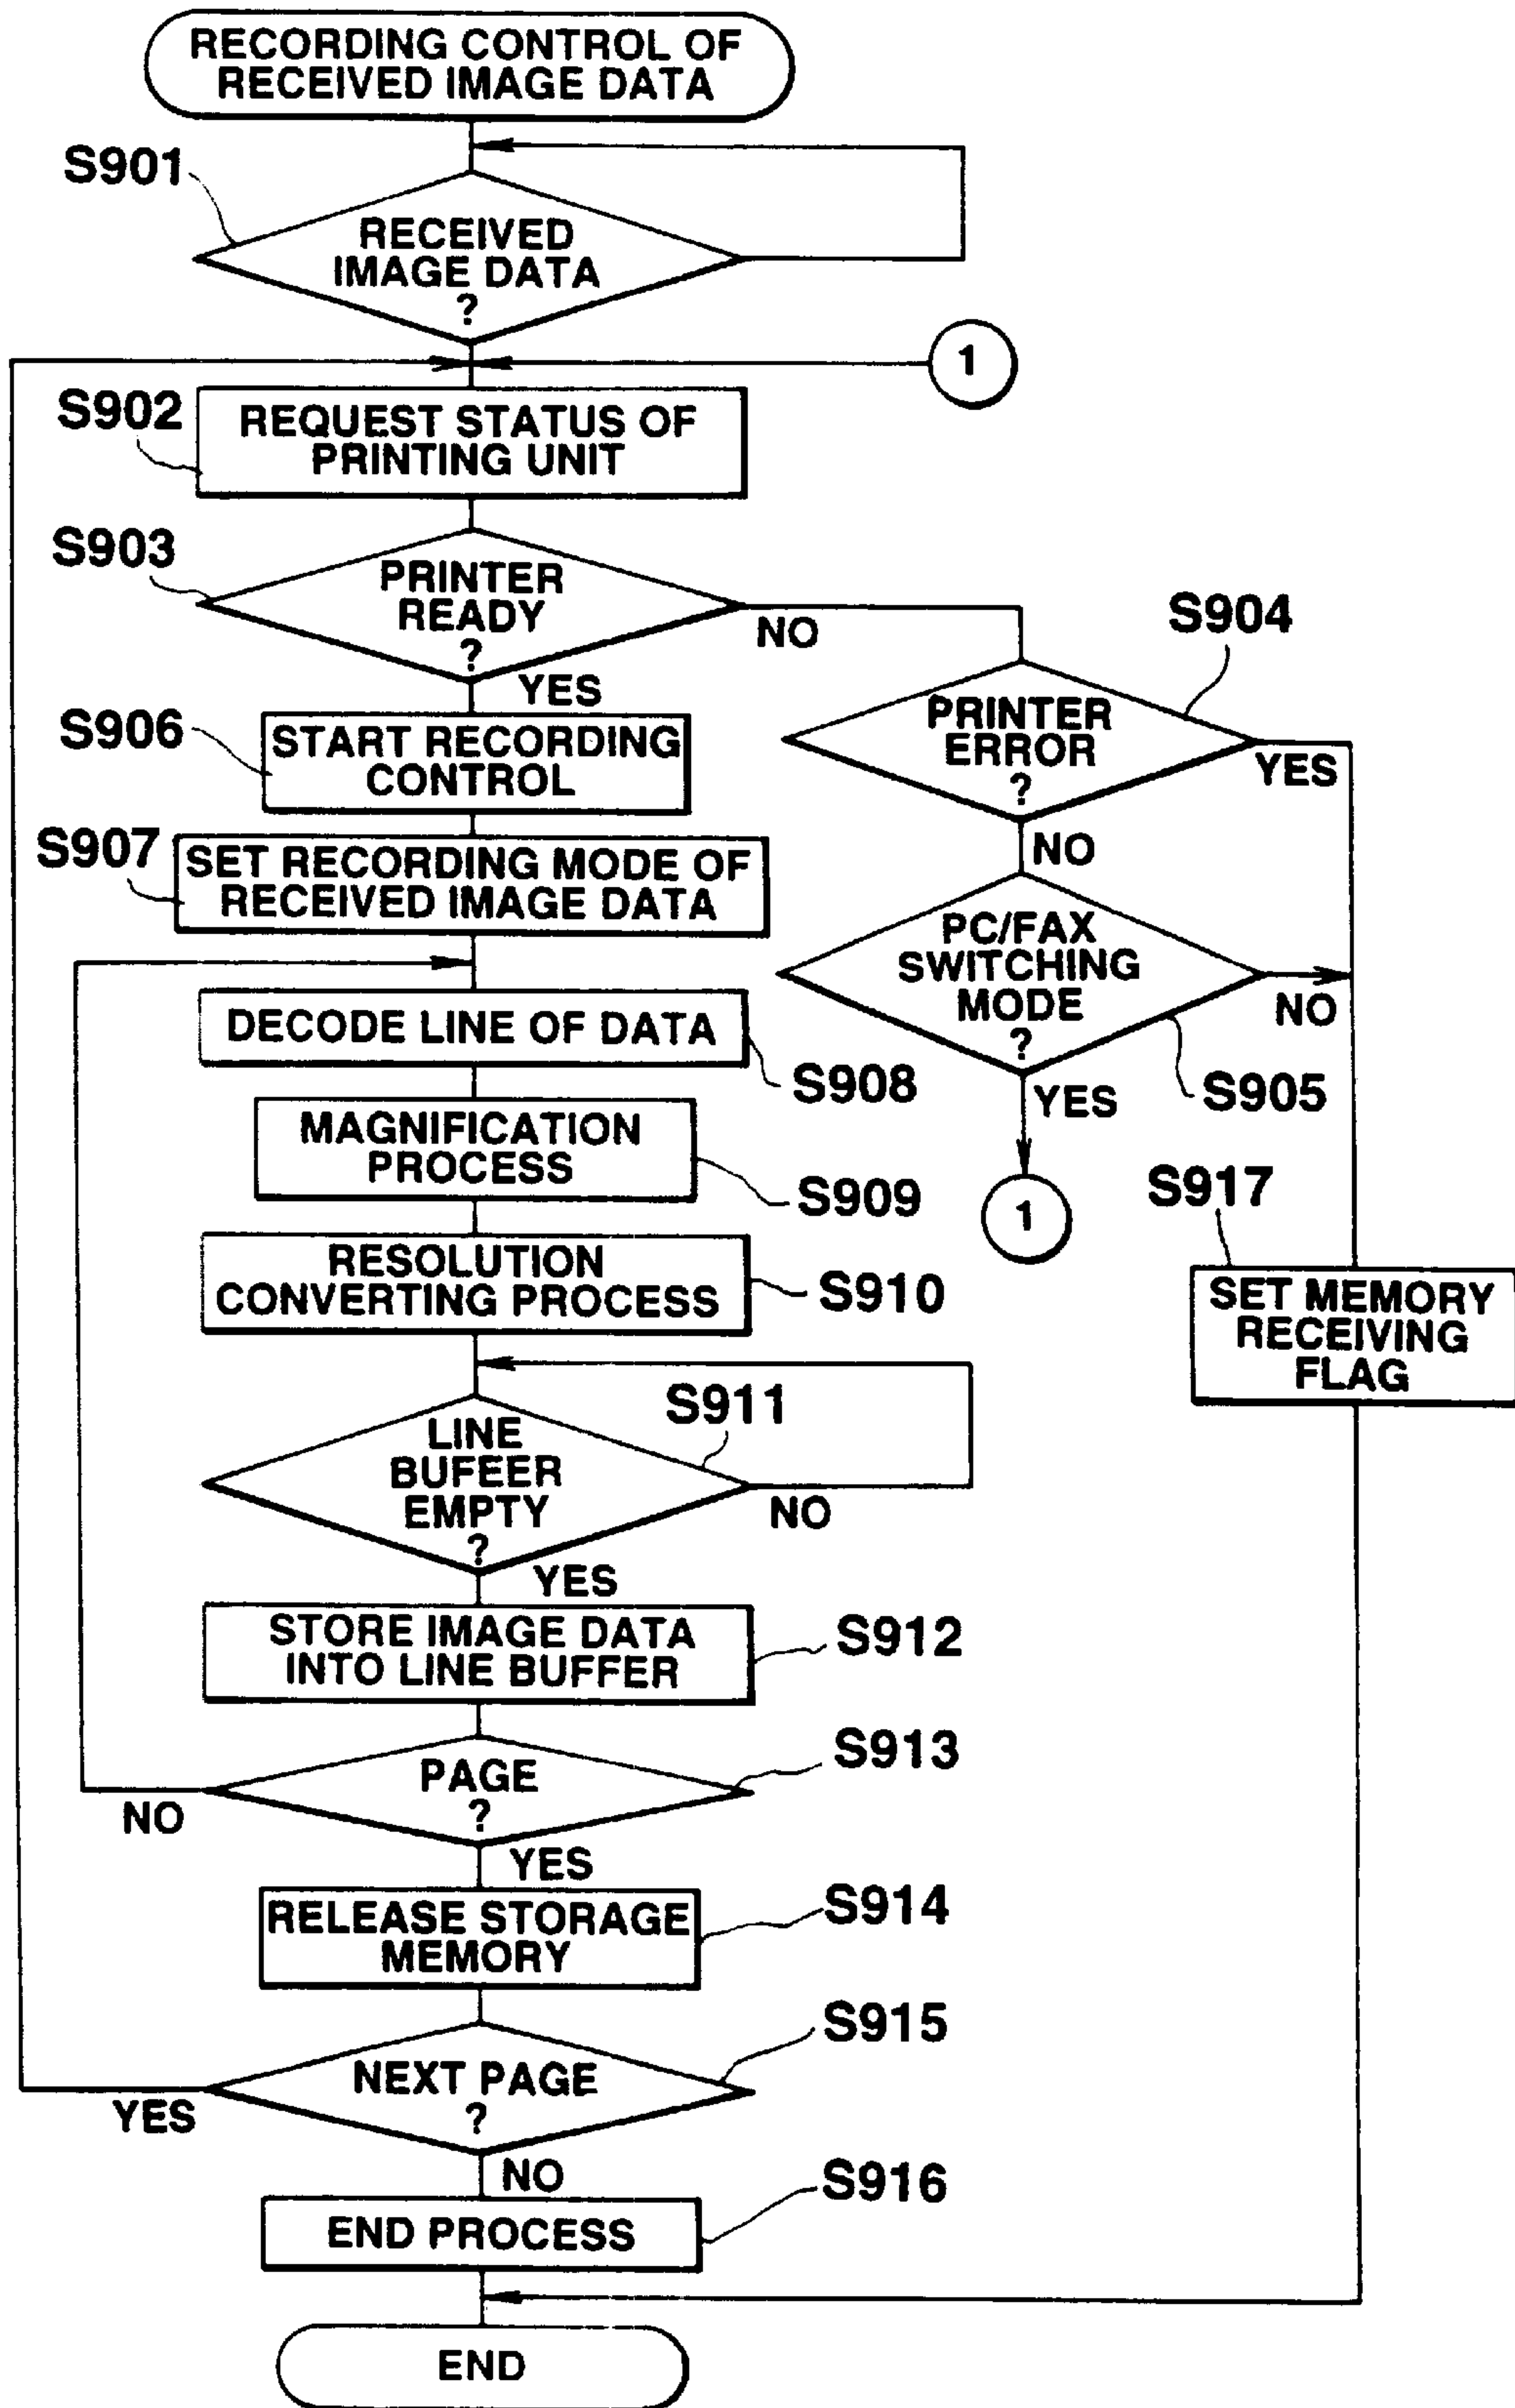 RECORDING CONTROL OF
RECEIVED IMAGE DATA
S901
RECEIVED
IMAGE DATA
?
1
S902
REQUEST STATUS OF
PRINTING UNIT
S903
PRINTER
READY
?
NO
YES
S904
PRINTER
ERROR
?
YES
NO
S906
START RECORDING
CONTROL
S907
SET RECORDING MODE OF
RECEIVED IMAGE DATA
PC/FAX
SWITCHING
MODE
?
NO
YES
S905
1
DECODE LINE OF DATA
S908
MAGNIFICATION
PROCESS
S909
S917
SET MEMORY
RECEIVING
FLAG
RESOLUTION
CONVERTING PROCESS
S910
S911
LINE
BUFEER
EMPTY
?
NO
YES
STORE IMAGE DATA
INTO LINE BUFFER
S912
PAGE
?
S913
NO
YES
RELEASE STORAGE
MEMORY
S914
NEXT PAGE
?
S915
YES
NO
END PROCESS
S916
END